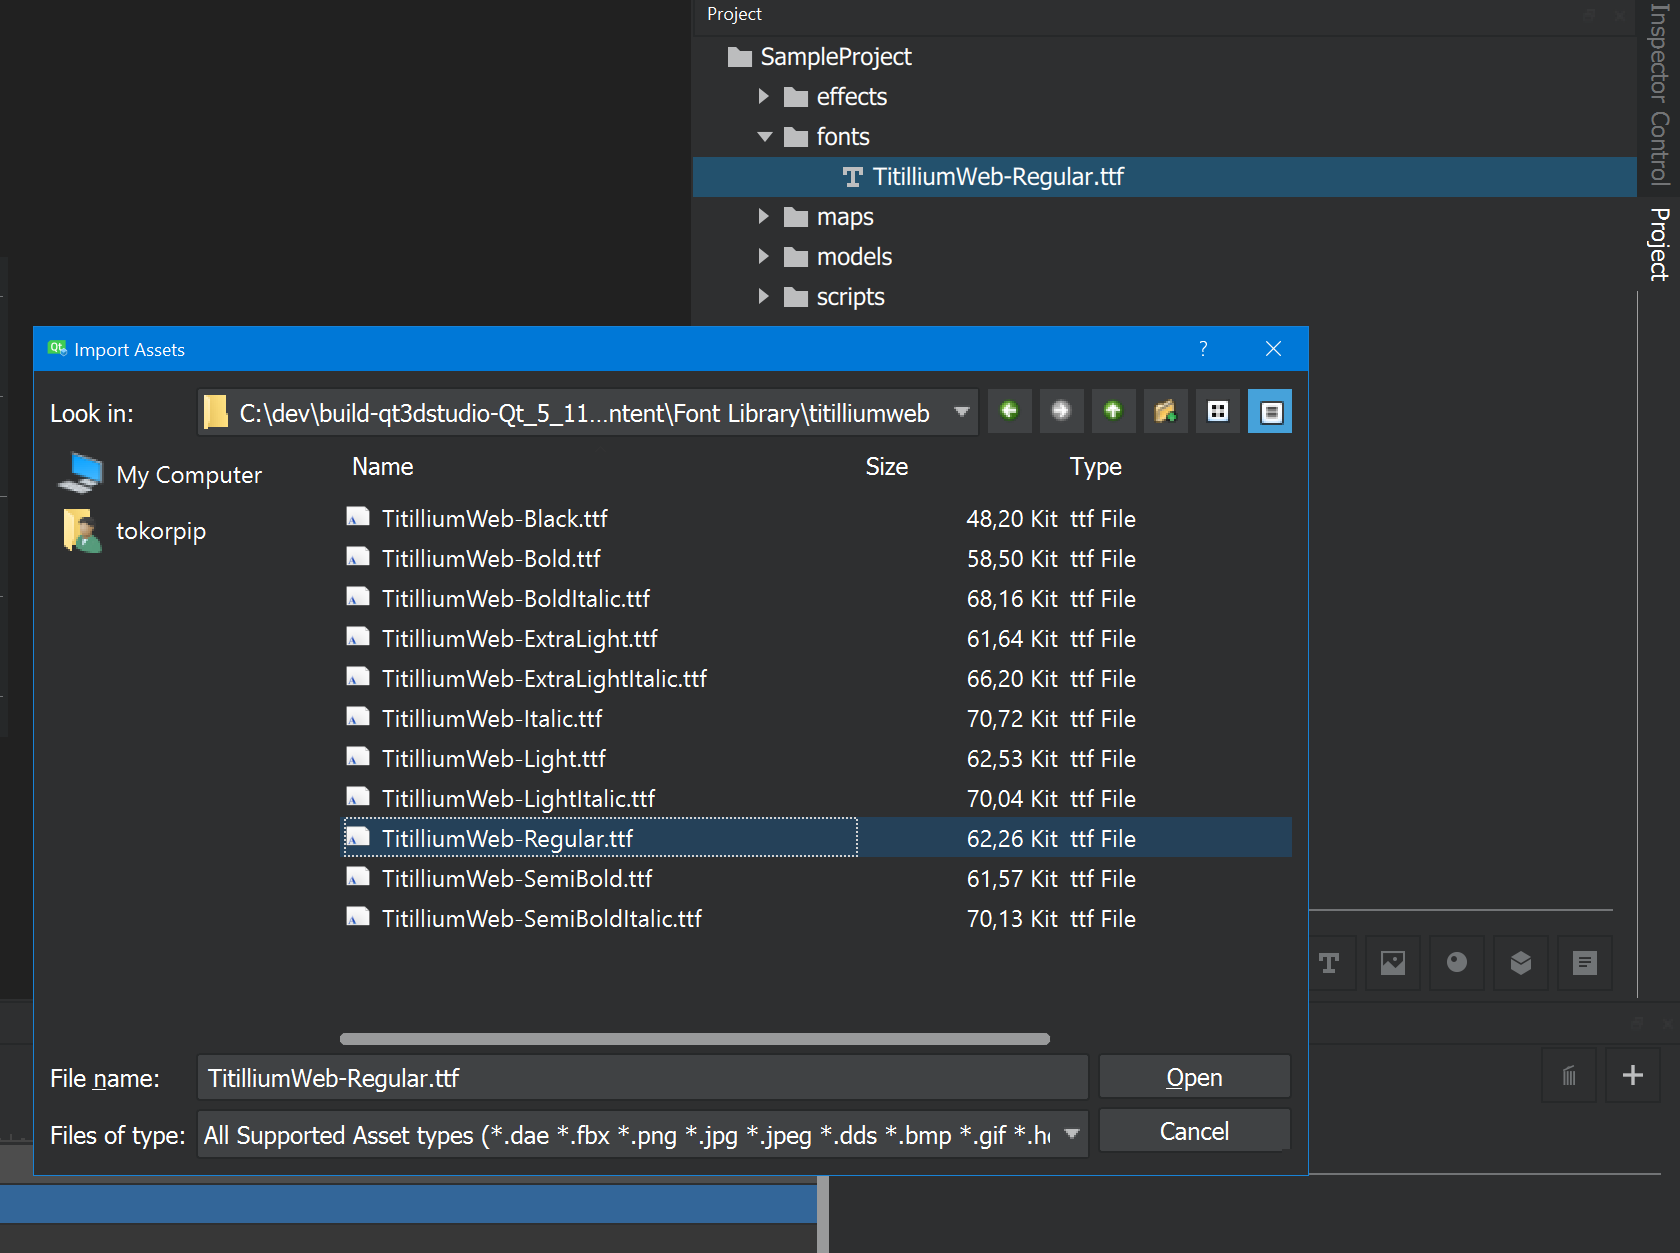 Project
SampleProject
effects
fonts
TitilliumWeb-Regular.ttf
maps
models
scripts
Inspector Control
Project
Qt Import Assets
Look in:
C:\dev\build-qt3dstudio-Qt_5_11...ntent\Font Library\titilliumweb
My Computer
tokorpip
Name Size Type
TitilliumWeb-Black.ttf 48,20 Kit ttf File
TitilliumWeb-Bold.ttf 58,50 Kit ttf File
TitilliumWeb-BoldItalic.ttf 68,16 Kit ttf File
TitilliumWeb-ExtraLight.ttf 61,64 Kit ttf File
TitilliumWeb-ExtraLightItalic.ttf 66,20 Kit ttf File
TitilliumWeb-Italic.ttf 70,72 Kit ttf File
TitilliumWeb-Light.ttf 62,53 Kit ttf File
TitilliumWeb-LightItalic.ttf 70,04 Kit ttf File
TitilliumWeb-Regular.ttf 62,26 Kit ttf File
TitilliumWeb-SemiBold.ttf 61,57 Kit ttf File
TitilliumWeb-SemiBoldItalic.ttf 70,13 Kit ttf File
File name: TitilliumWeb-Regular.ttf Open
Files of type: All Supported Asset types (*.dae *.fbx *.png *.jpg *.jpeg *.dds *.bmp *.gif Cancel